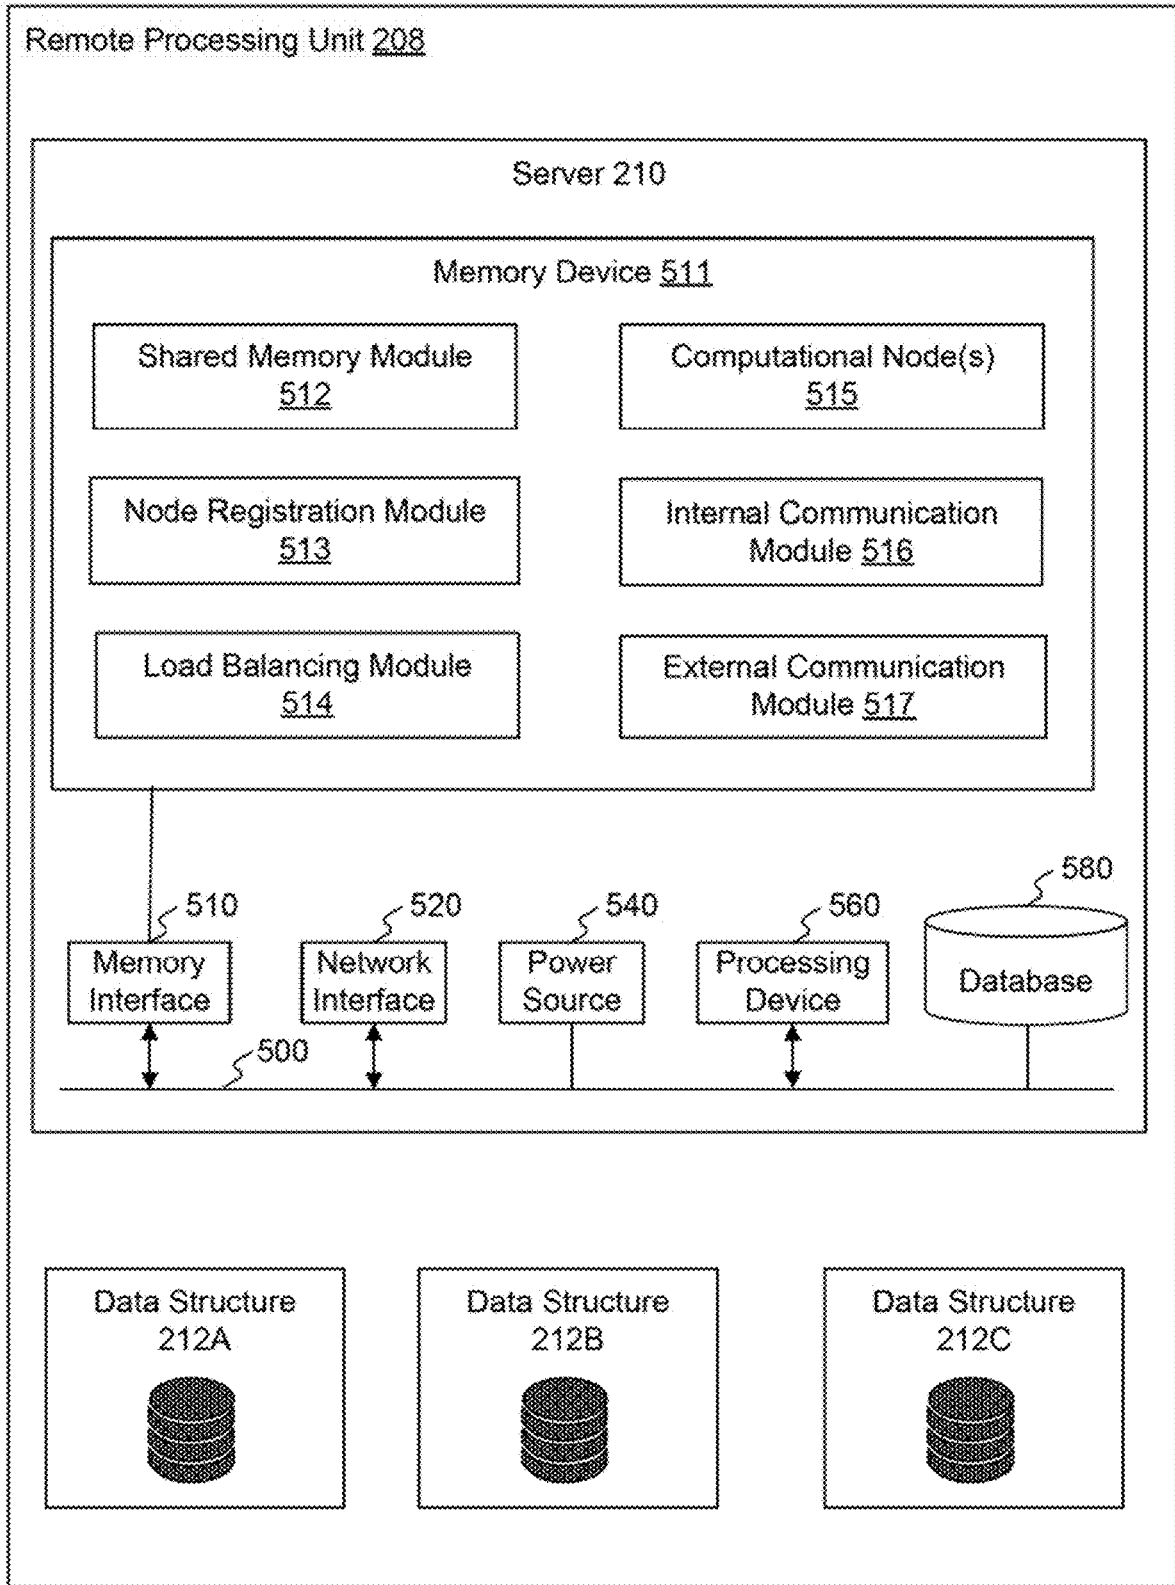 Remote Processing Unit 208
Server 210
Memory Device 511
Shared Memory Module
512
Computational Node(s)
515
Node Registration Module
513
Internal Communication
Module 516
Load Balancing Module
514
External Communication
Module 517
510
520
540
560
580
Memory
Interface
Network
Interface
Power
Source
Processing
Device
Database
500
Data Structure
212A
Data Structure
212B
Data Structure
212C